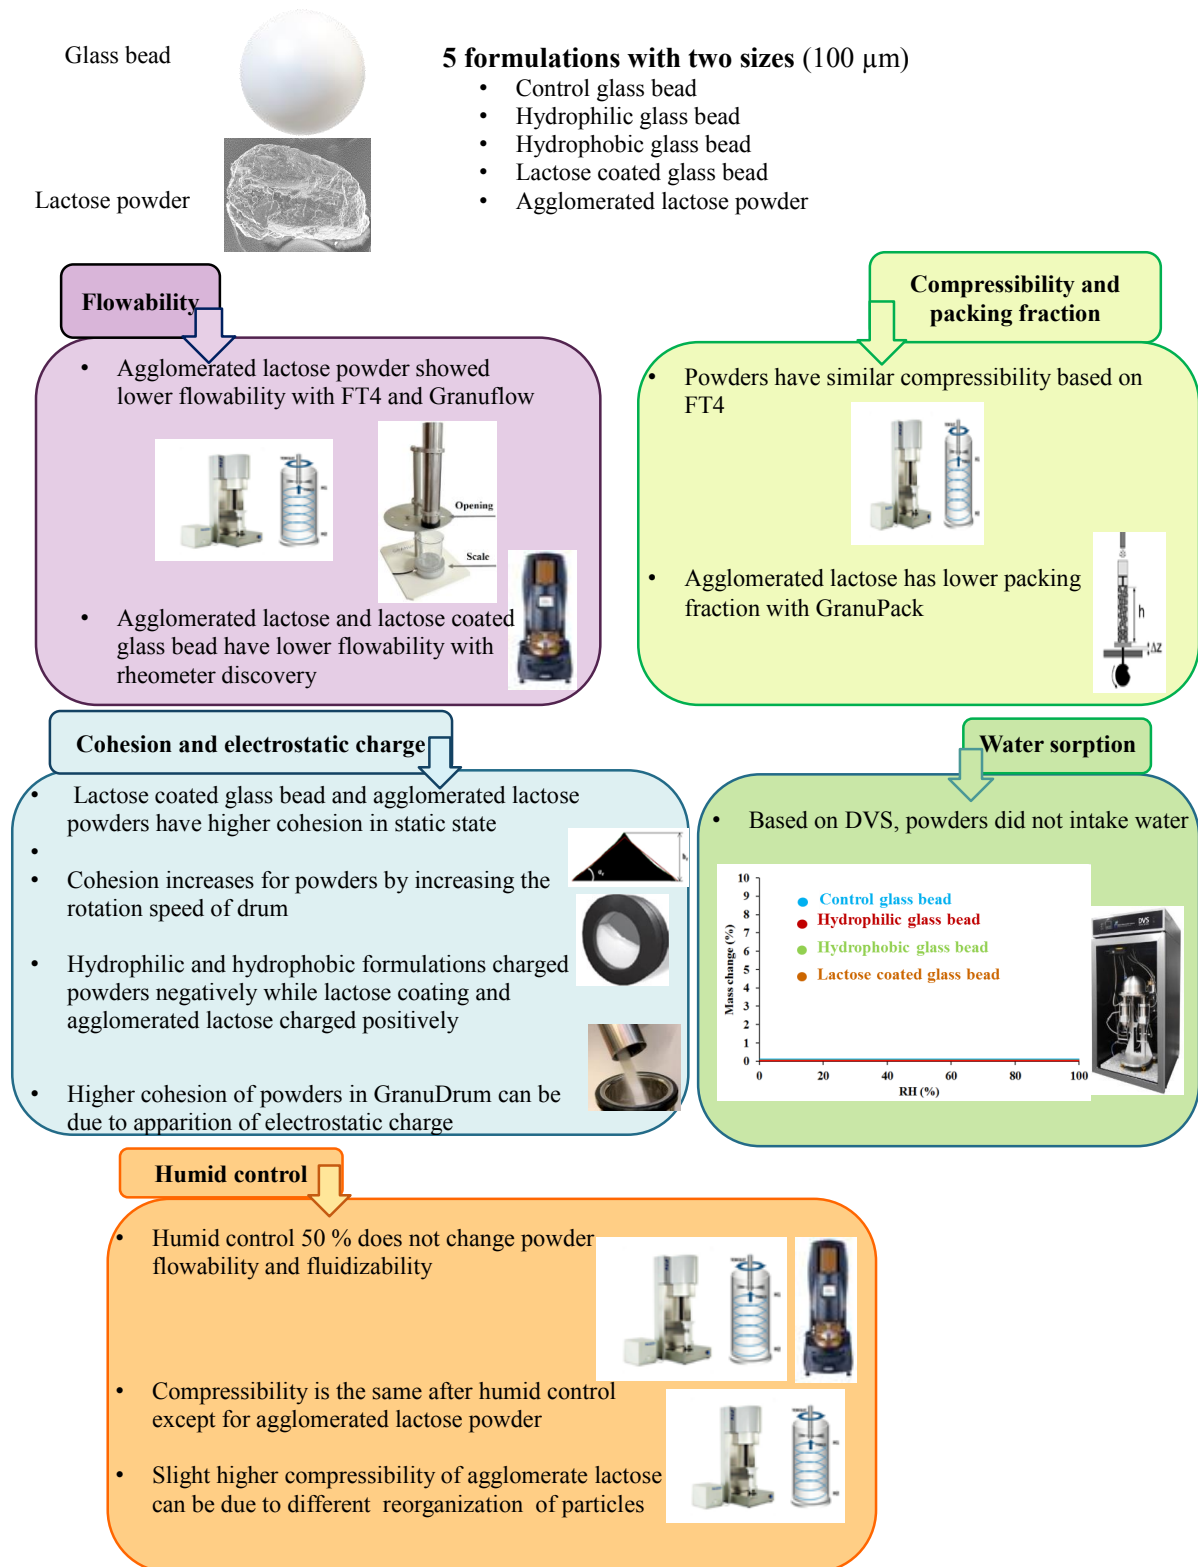 Glass bead
Lactose powder
5 formulations with two sizes (100 µm)
• Control glass bead
• Hydrophilic glass bead
• Hydrophobic glass bead
• Lactose coated glass bead
• Agglomerated lactose powder
Flowability
• Agglomerated lactose powder showed
lower flowability with FT4 and Granuflow
Opening
Scale
• Agglomerated lactose and lactose coated
glass bead have lower flowability with
rheometer discovery
Compressibility and
packing fraction
• Powders have similar compressibility based on
FT4
• Agglomerated lactose has lower packing
fraction with GranuPack
h
ΔZ
Cohesion and electrostatic charge
• Lactose coated glass bead and agglomerated lactose
powders have higher cohesion in static state
•
• Cohesion increases for powders by increasing the
rotation speed of drum
• Hydrophilic and hydrophobic formulations charged
powders negatively while lactose coating and
agglomerated lactose charged positively
• Higher cohesion of powders in GranuDrum can be
due to apparition of electrostatic charge
Water sorption
• Based on DVS, powders did not intake water
Mass change (%)
10
9
8
7
6
5
4
3
2
1
0
Control glass bead
Hydrophilic glass bead
Hydrophobic glass bead
Lactose coated glass bead
0 20 40 60 80 100
RH (%)
DVS
Humid control
• Humid control 50 % does not change powder
flowability and fluidizability
• Compressibility is the same after humid control
except for agglomerated lactose powder
• Slight higher compressibility of agglomerate lactose
can be due to different reorganization of particles